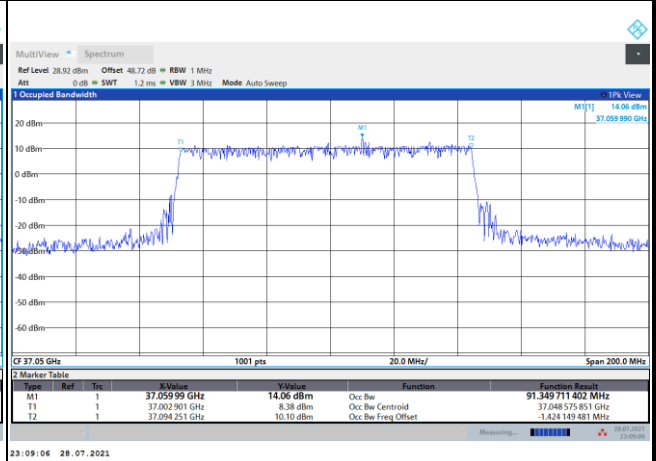 MultiView Spectrum
Ref Level 28.92 dBm Offset 48.72 dB RBW 1 MHz
Att 0 dB SWT 1.2 ms VBW 3 MHz Mode Auto Sweep
1 Occupied Bandwidth 1Pk View
M1[1] 14.06 dBm
37.059 990 GHz
20 dBm
M1
T1
T2
10 dBm
0 dBm
-10 dBm
-20 dBm
-30 dBm
-40 dBm
-50 dBm
-60 dBm
CF 37.05 GHz 1001 pts 20.0 MHz/ Span 200.0 MHz
2 Marker Table
Type Ref Trc X-Value Y-Value Function Function Result
M1 1 37.05999 GHz 14.06 dBm Occ Bw 91.349 711 402 MHz
T1 1 37.002 901 GHz 8.38 dBm Occ Bw Centroid 37.048 575 851 GHz
T2 1 37.094 251 GHz 10.10 dBm Occ Bw Freq Offset -1.424 149 481 MHz
Measuring... 28.07.2021
23:09:06
23:09:06 28.07.2021